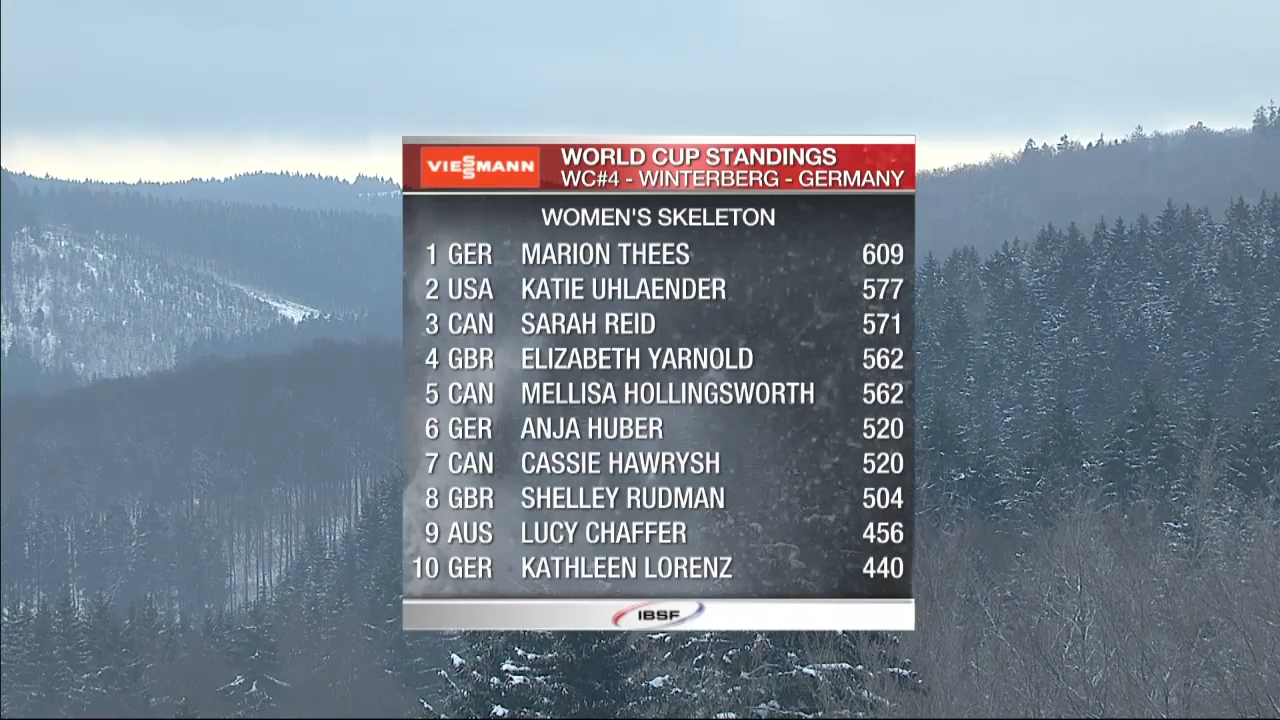 VIESSMANN
WORLD CUP STANDINGS
WC#4 - WINTERBERG - GERMANY
WOMEN'S SKELETON
1 GER MARION THEES 609
2 USA KATIE UHLAENDER 577
3 CAN SARAH REID 571
4 GBR ELIZABETH YARNOLD 562
5 CAN MELLISA HOLLINGSWORTH 562
6 GER ANJA HUBER 520
7 CAN CASSIE HAWRYSH 520
8 GBR SHELLEY RUDMAN 504
9 AUS LUCY CHAFFER 456
10 GER KATHLEEN LORENZ 440
IBSF